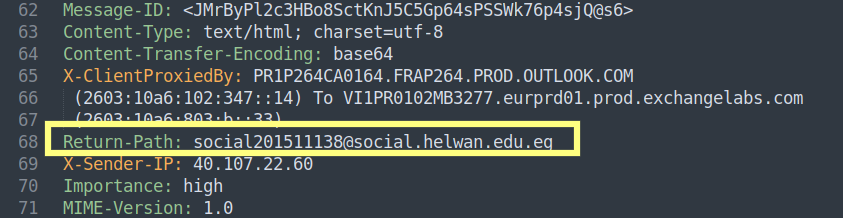 62 Message-ID: <JMrByPl2c3HBo8SctKnJ5C5Gp64sPSSWk76p4sjQ@s6>
63 Content-Type: text/html; charset=utf-8
64 Content-Transfer-Encoding: base64
65 X-ClientProxiedBy: PR1P264CA0164.FRAP264.PROD.OUTLOOK.COM
66 (2603:10a6:102:347::14) To VI1PR0102MB3277.eurprd01.prod.exchangelabs.com
67 (2603:10a6:803:b::33)
68 Return-Path: social201511138@social.helwan.edu.eg
69 X-Sender-IP: 40.107.22.60
70 Importance: high
71 MIME-Version: 1.0